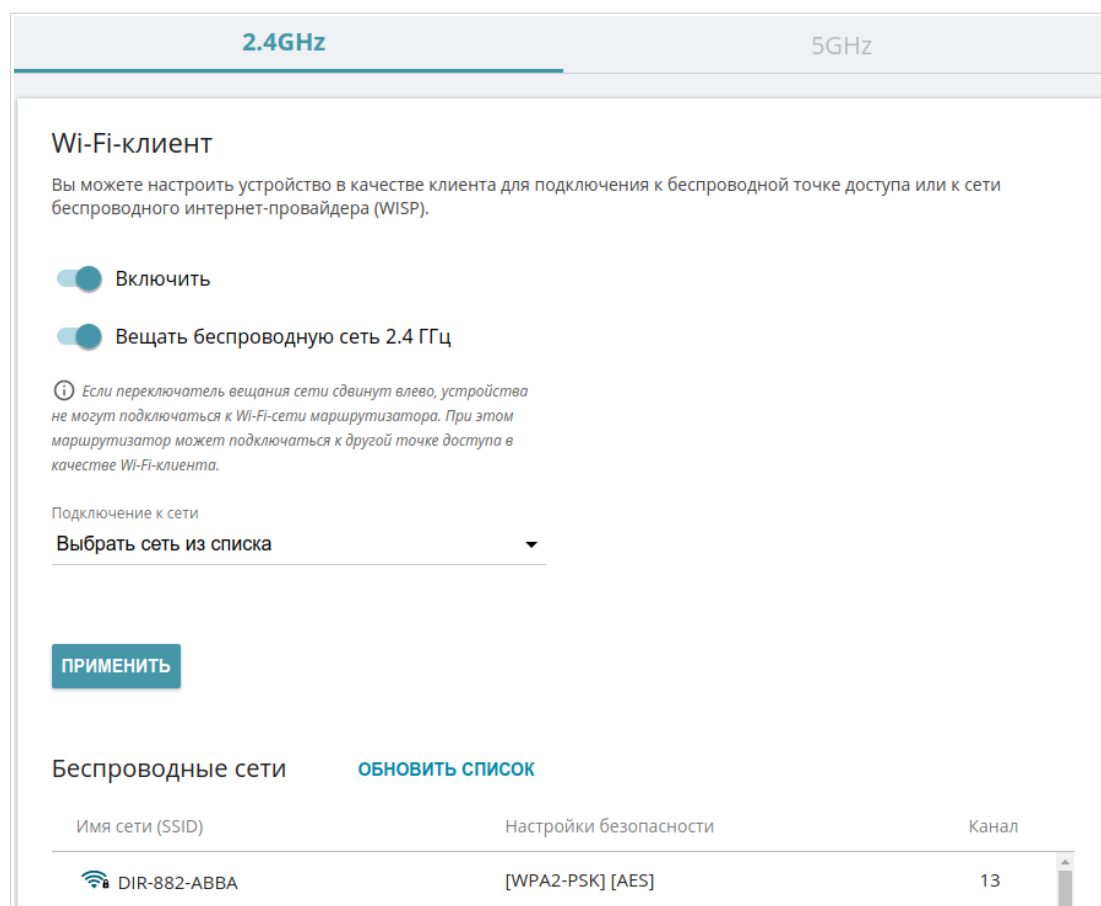 2.4GHz 5GHz
Wi-Fi-клиент
Вы можете настроить устройство в качестве клиента для подключения к беспроводной точке доступа или к сети
беспроводного интернет-провайдера (WISP).
Включить
Вещать беспроводную сеть 2.4 ГГц
Если переключатель вещания сети сдвинут влево, устройства
не могут подключаться к Wi-Fi-сети маршрутизатора. При этом
маршрутизатор может подключаться к другой точке доступа в
качестве Wi-Fi-клиента.
Подключение к сети
Выбрать сеть из списка
ПРИМЕНИТЬ
Беспроводные сети ОБНОВИТЬ СПИСОК
Имя сети (SSID) Настройки безопасности Канал
DIR-882-ABBA [WPA2-PSK] [AES] 13